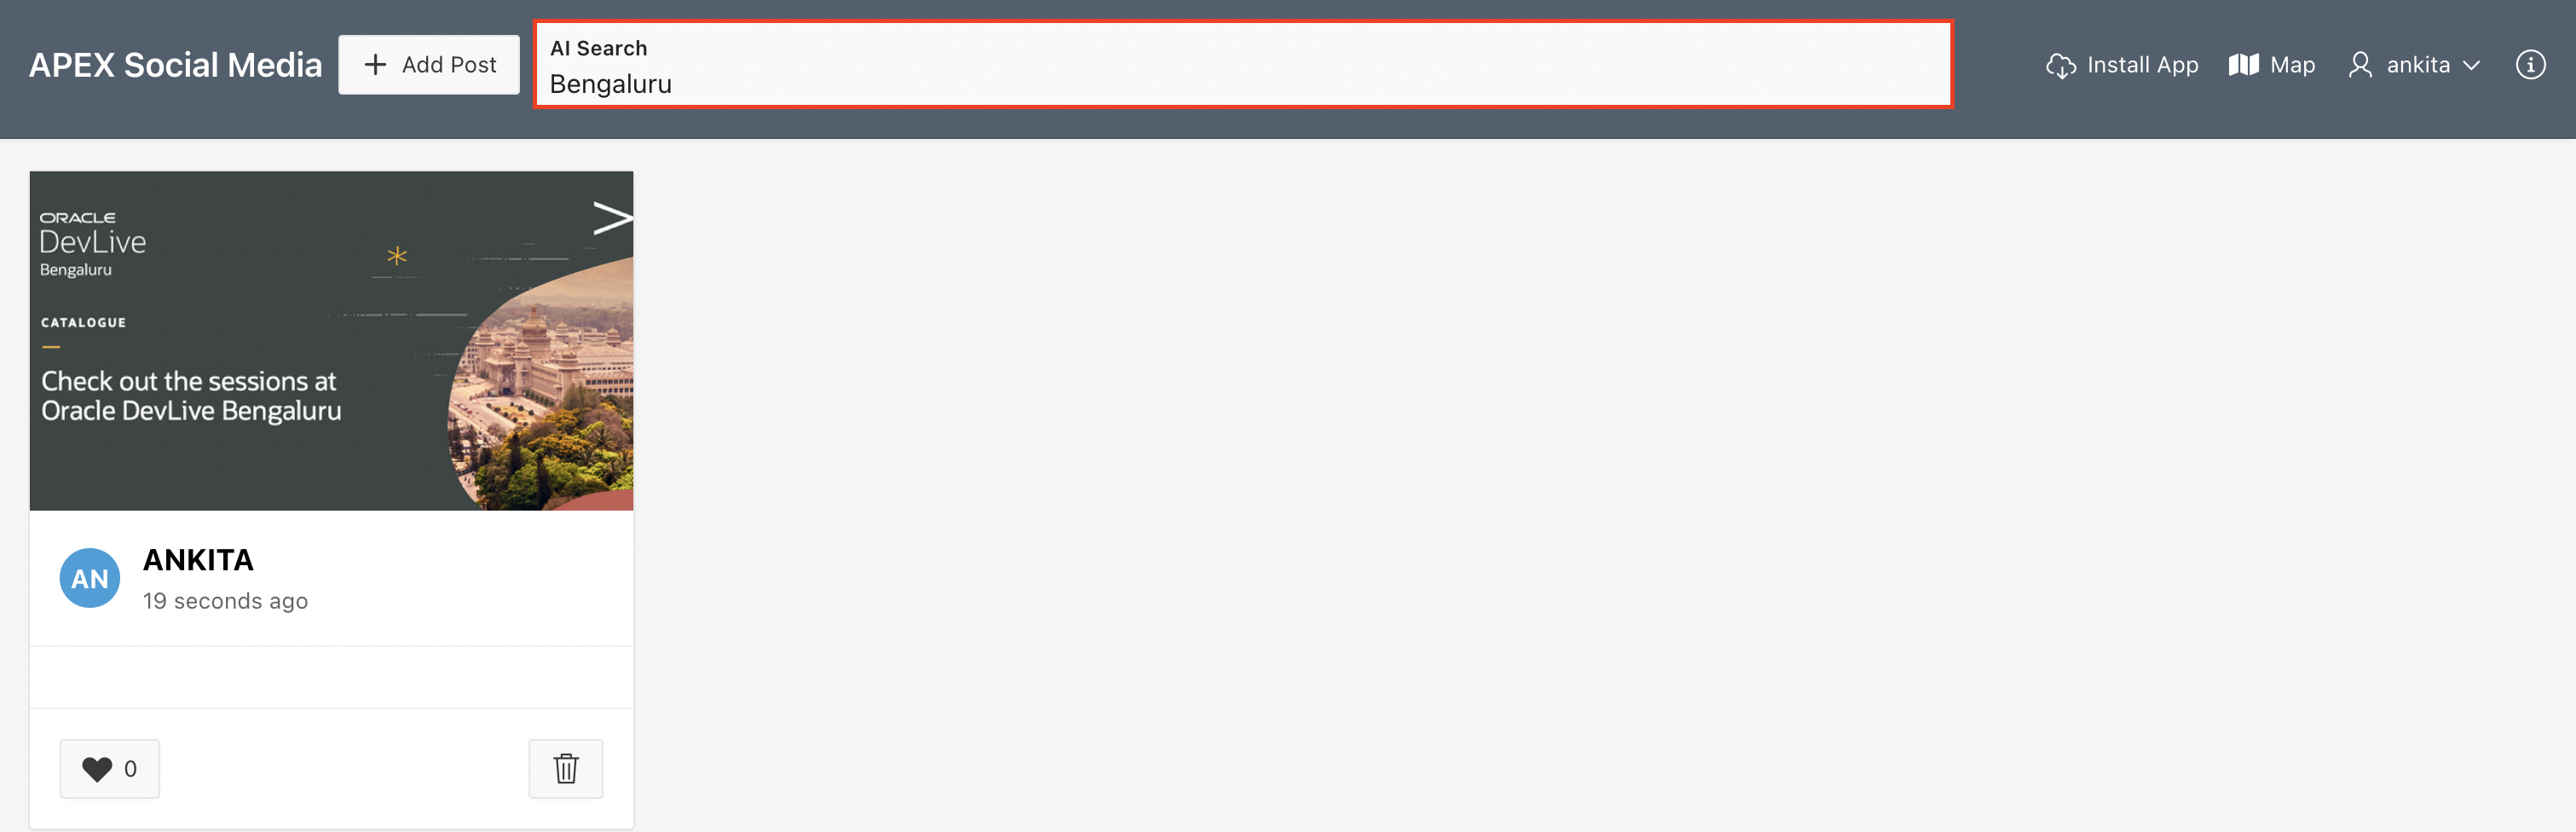 APEX Social Media
Add Post
AI Search
Bengaluru
Install App
Map
ankita
ORACLE
DevLive
Bengaluru
CATALOGUE
Check out the sessions at
Oracle DevLive Bengaluru
AN
ANKITA
19 seconds ago
0